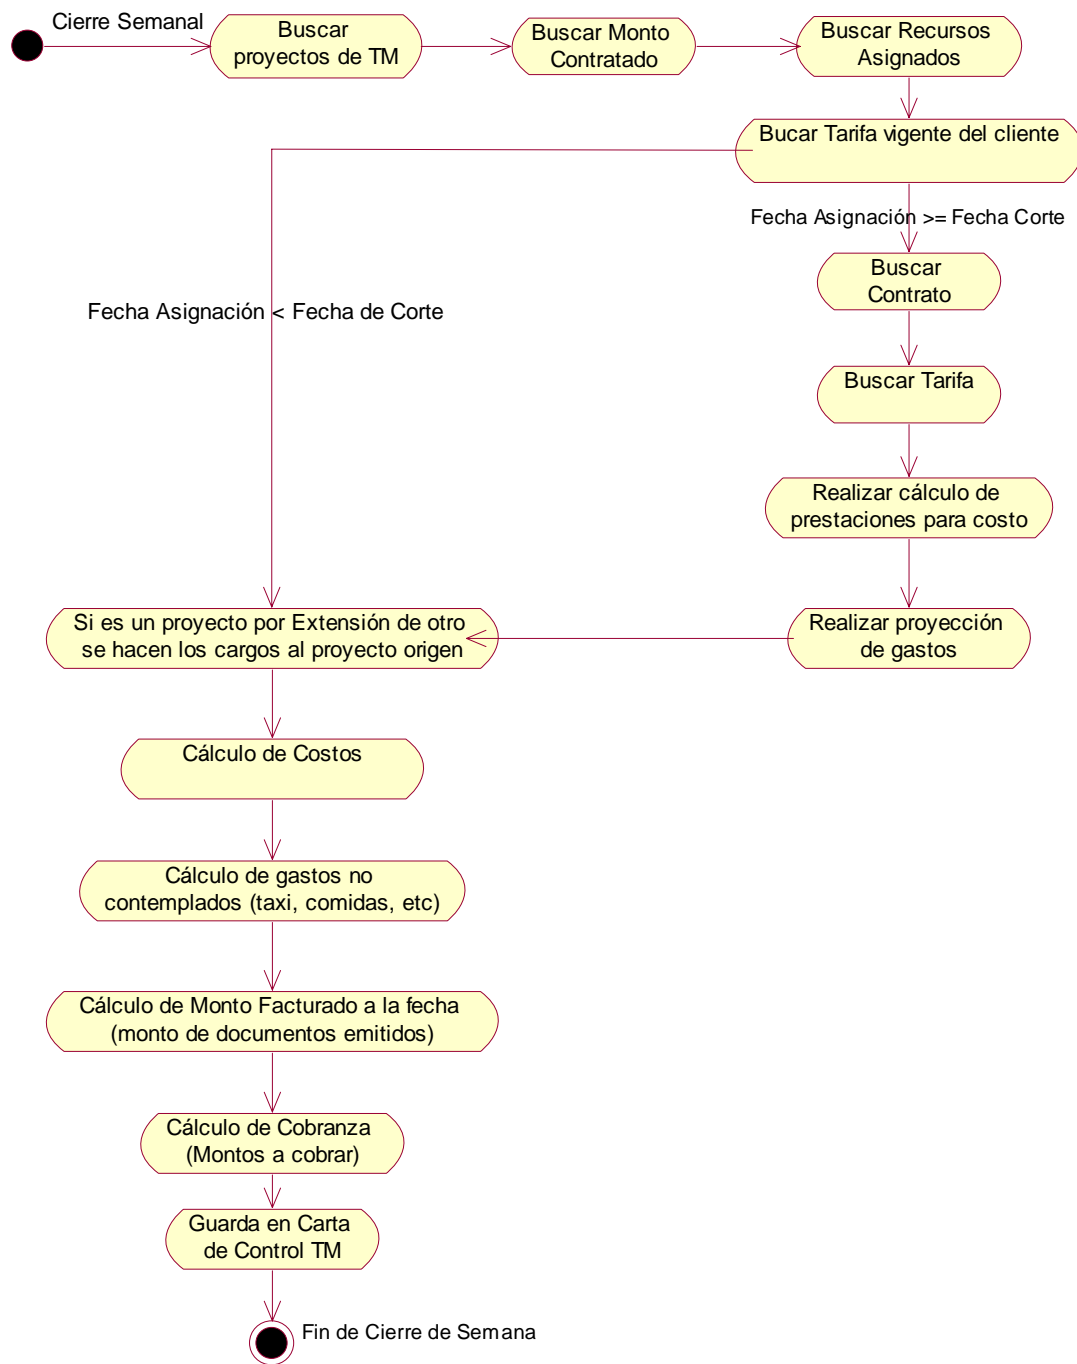 Cierre Semanal
Buscar
proyectos de TM
Buscar Monto
Contratado
Buscar Recursos
Asignados
Bucar Tarifa vigente del cliente
Fecha Asignación >= Fecha Corte
Buscar
Contrato
Fecha Asignación < Fecha de Corte
Buscar Tarifa
Realizar cálculo de
prestaciones para costo
Realizar proyección
de gastos
Si es un proyecto por Extensión de otro
se hacen los cargos al proyecto origen
Cálculo de Costos
Cálculo de gastos no
contemplados (taxi, comidas, etc)
Cálculo de Monto Facturado a la fecha
(monto de documentos emitidos)
Cálculo de Cobranza
(Montos a cobrar)
Guarda en Carta
de Control TM
Fin de Cierre de Semana